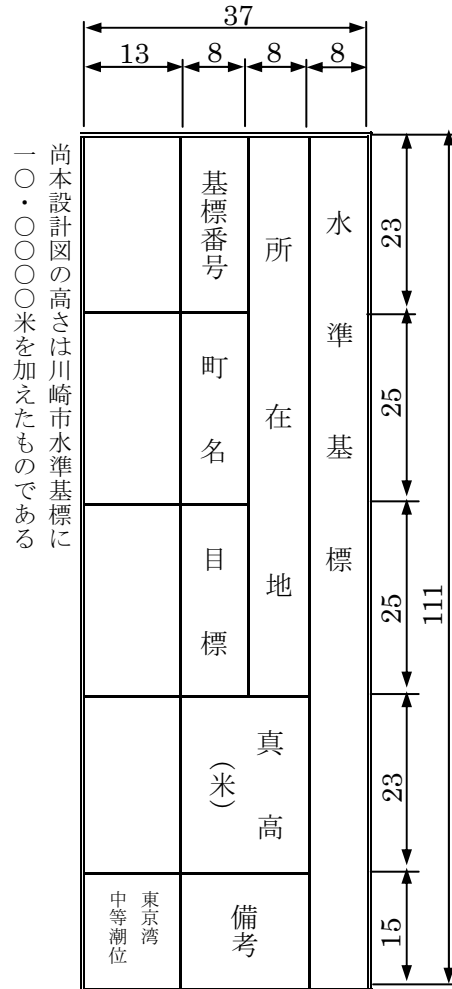 37
13 8 8 8
水準基標
所在地
基標番号
町名
目標
真高
(米)
備考
東京湾
中等潮位
23
25
25
23
15
111
尚本設計図の高さは川崎市水準基標に
一〇・〇〇〇〇米を加えたものである